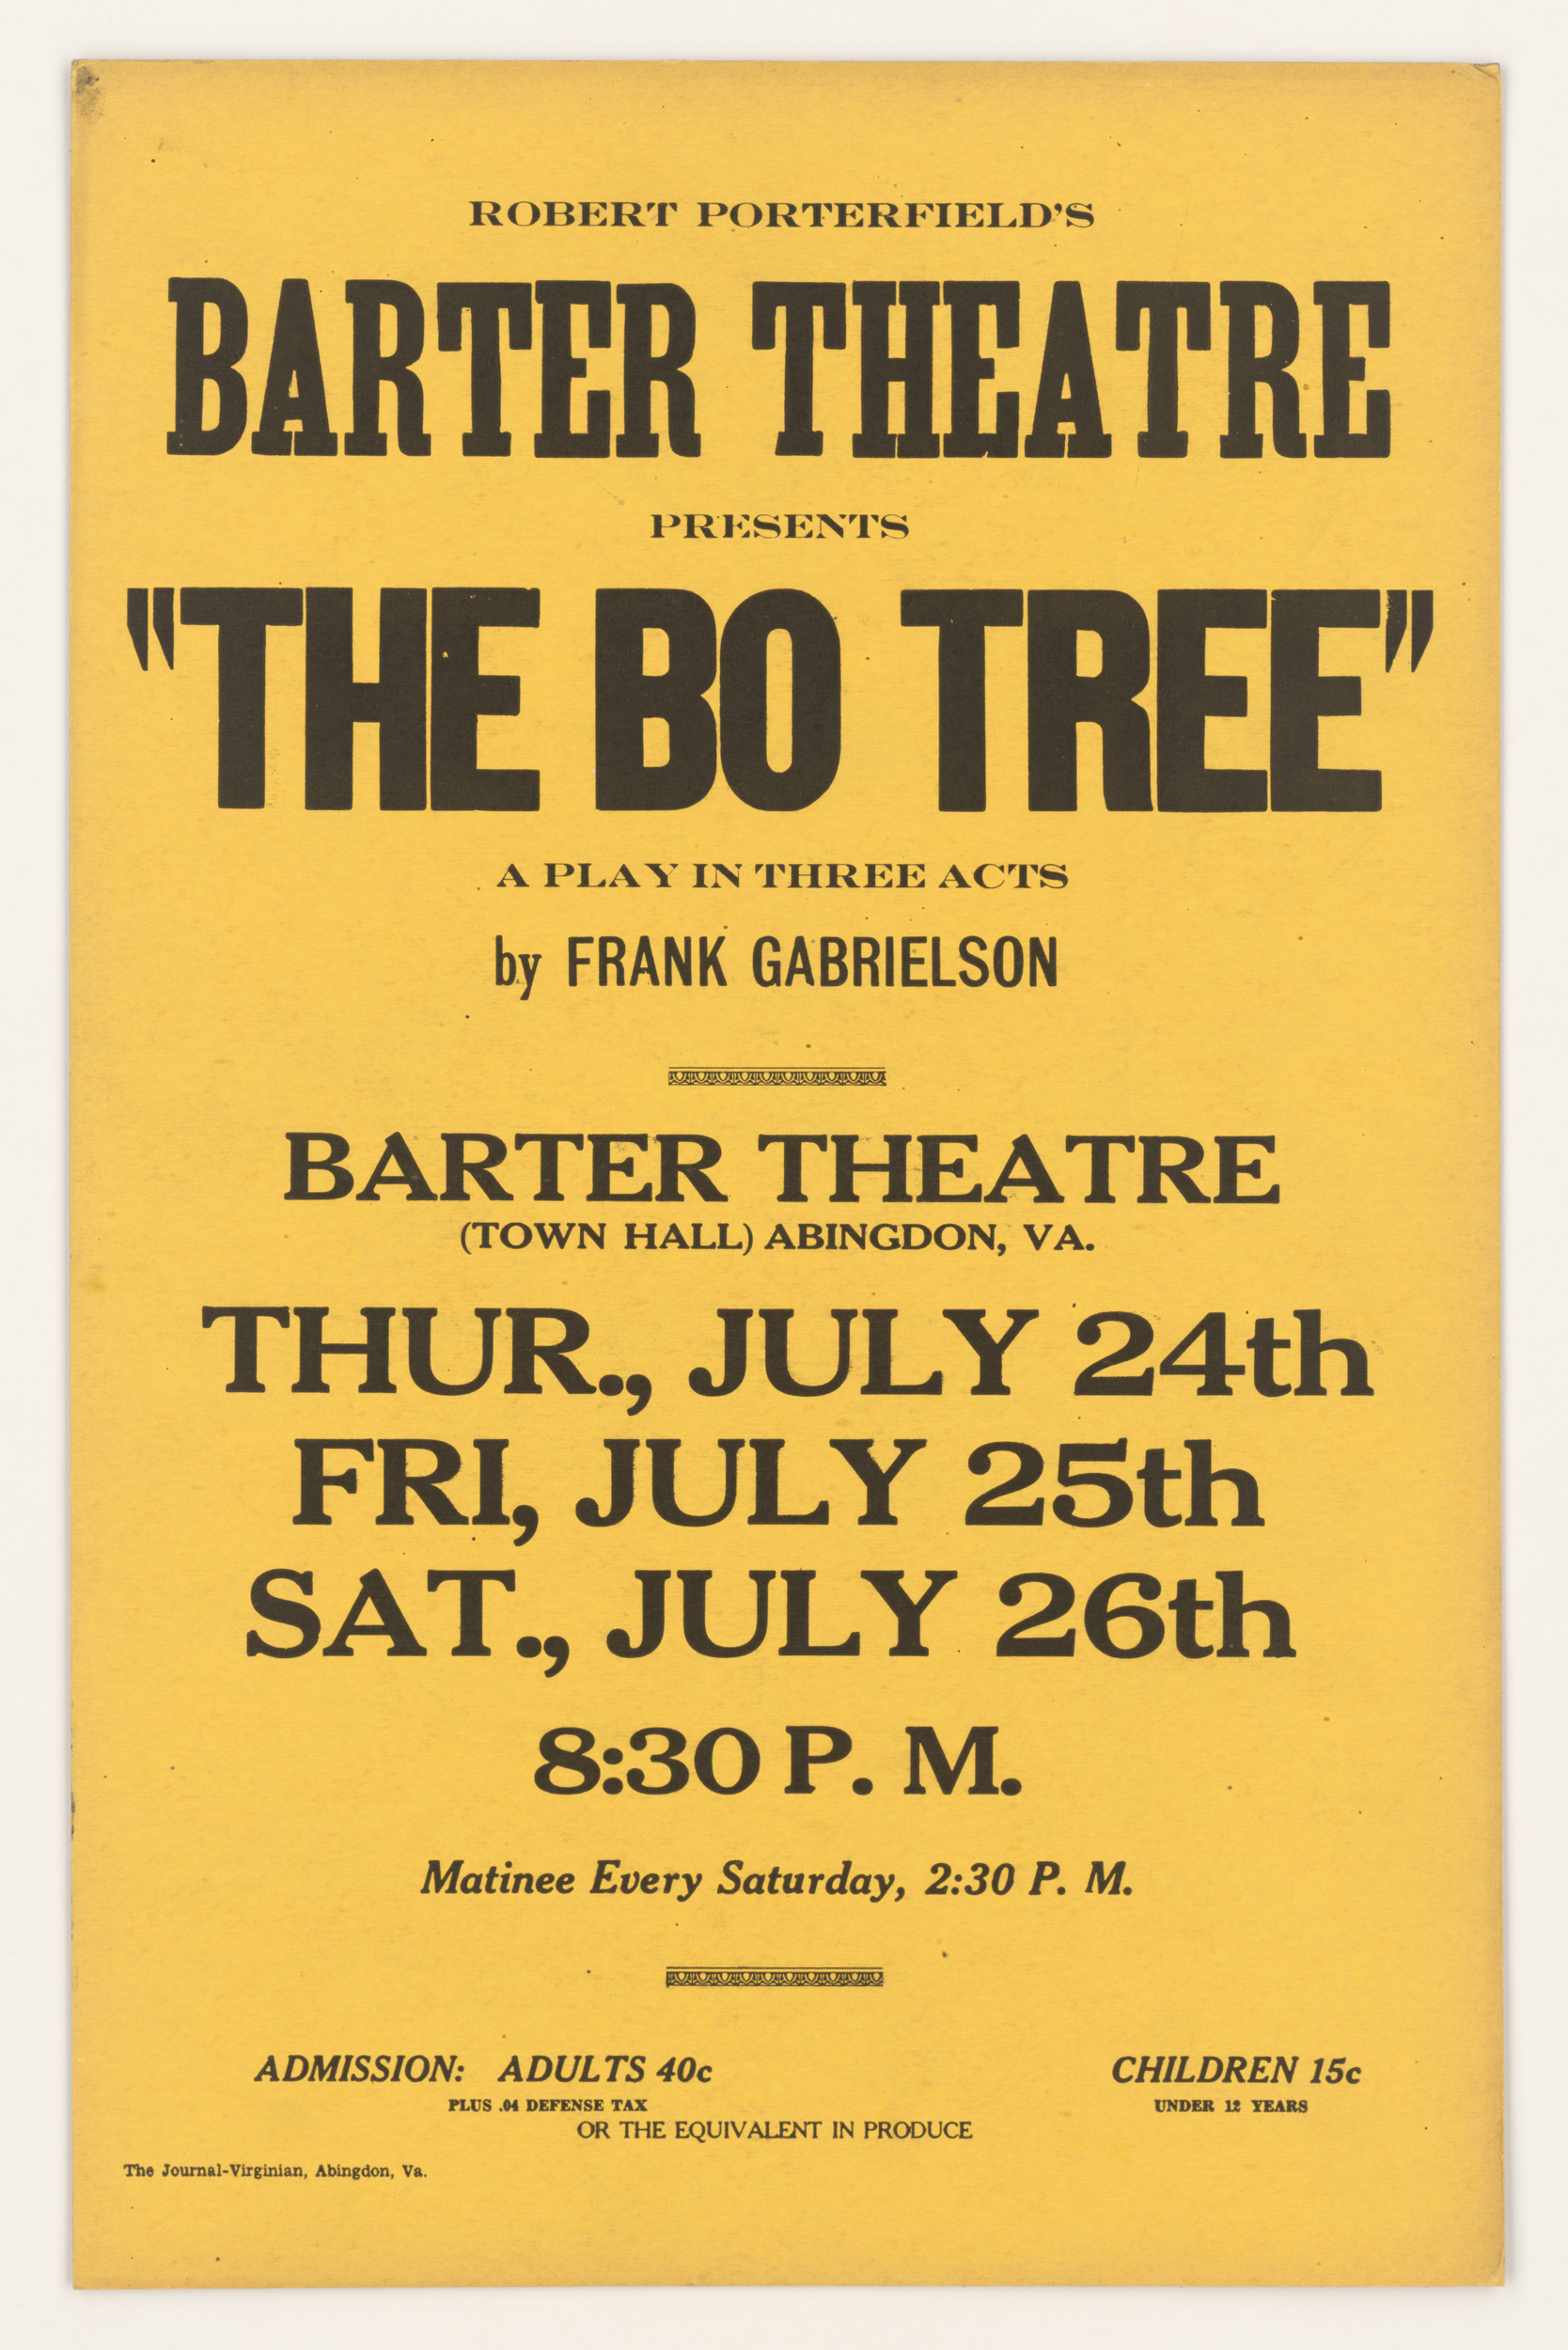 ROBERT PORTERFIELD'S
BARTER THEATRE
PRESENTS
"THE BO TREE"
A PLAY IN THREE ACTS
by FRANK GABRIELSON
BARTER THEATRE
(TOWN HALL) ABINGDON, VA.
THUR., JULY 24th
FRI, JULY 25th
SAT., JULY 26th
8:30 P. M.
Matinee Every Saturday, 2:30 P. M.
ADMISSION: ADULTS 40c CHILDREN 15c
PLUS .04 DEFENSE TAX UNDER 12 YEARS
OR THE EQUIVALENT IN PRODUCE
The Journal-Virginian, Abingdon, Va.